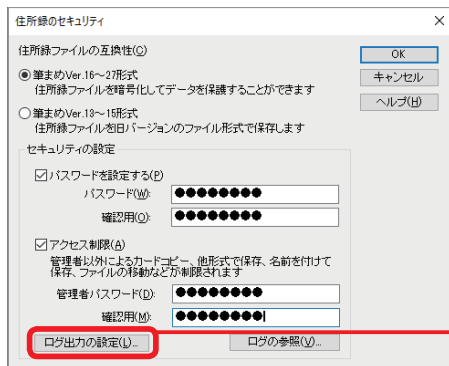 住所録のセキュリティ
住所録ファイルの互換性(C)
OK
筆まめVer.16~27形式
住所録ファイルを暗号化してデータを保護することができます
キャンセル
ヘルプ(H)
筆まめVer.13~15形式
住所録ファイルを旧バージョンのファイル形式で保存します
セキュリティの設定
パスワードを設定する(P)
パスワード(W): ●●●●●●●●
確認用(O): ●●●●●●●●
アクセス制限(A)
管理者以外によるカードコピー、他形式で保存、名前を付けて
保存、ファイルの移動などが制限されます
管理者パスワード(D): ●●●●●●●●
確認用(M): ●●●●●●●●
ログ出力の設定(L)...
ログの参照(V)...